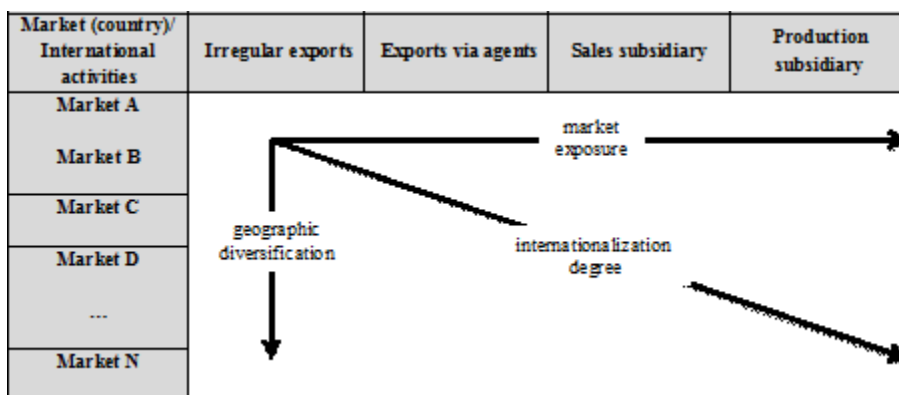 Market (country)/
International
activities
Irregular exports
Exports via agents
Sales subsidiary
Production
subsidiary
Market A
Market B
Market C
Market D
---
Market N
market
exposure
geographic
diversification
internationalization
degree